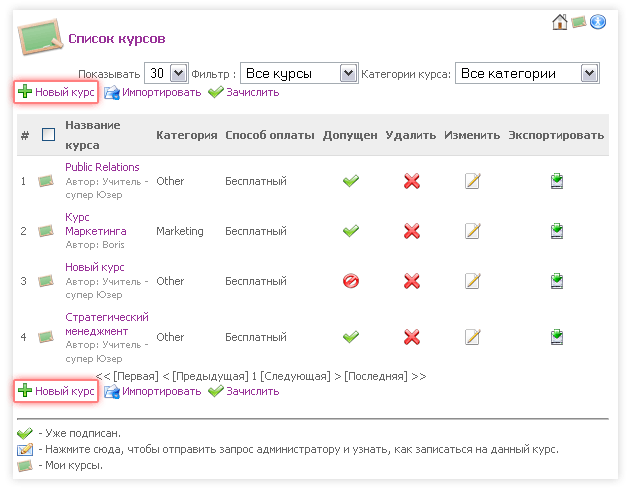 Список курсов
Показывать 30 Фильтр : Все курсы Категории курса: Все категории
Новый курс Импортировать Зачислить
# Название курса Категория Способ оплаты Допущен Удалить Изменить Экспортировать
1 Public Relations Other Бесплатный
Автор: Учитель -
супер Юзер
2 Курс
Маркетинга Marketing Бесплатный
Автор: Boris
3 Новый курс Other Бесплатный
Автор: Учитель -
супер Юзер
4 Стратегический
менеджмент Other Бесплатный
Автор: Учитель -
супер Юзер
<< [Первая] < [Предыдущая] 1 [Следующая] > [Последняя] >>
Новый курс Импортировать Зачислить
- Уже подписан.
- Нажмите сюда, чтобы отправить запрос администратору и узнать, как записаться на данный курс.
- Мои курсы.